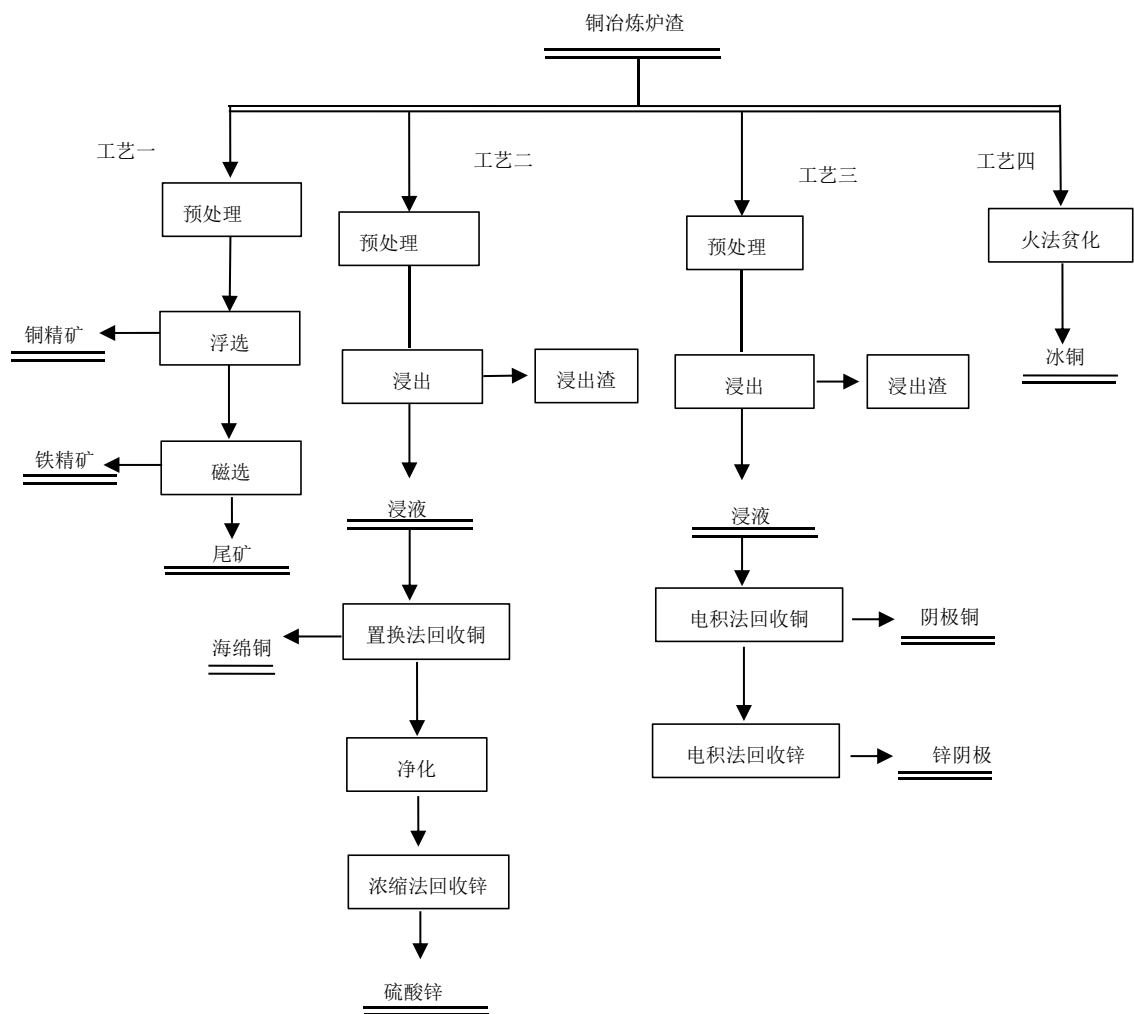 铜冶炼炉渣
工艺一
工艺二
工艺三
工艺四
预处理
预处理
预处理
火法贫化
铜精矿
浮选
浸出
浸出渣
浸出
浸出渣
冰铜
铁精矿
磁选
浸液
浸液
尾矿
海绵铜
置换法回收铜
电积法回收铜
阴极铜
净化
电积法回收锌
锌阴极
浓缩法回收锌
硫酸锌